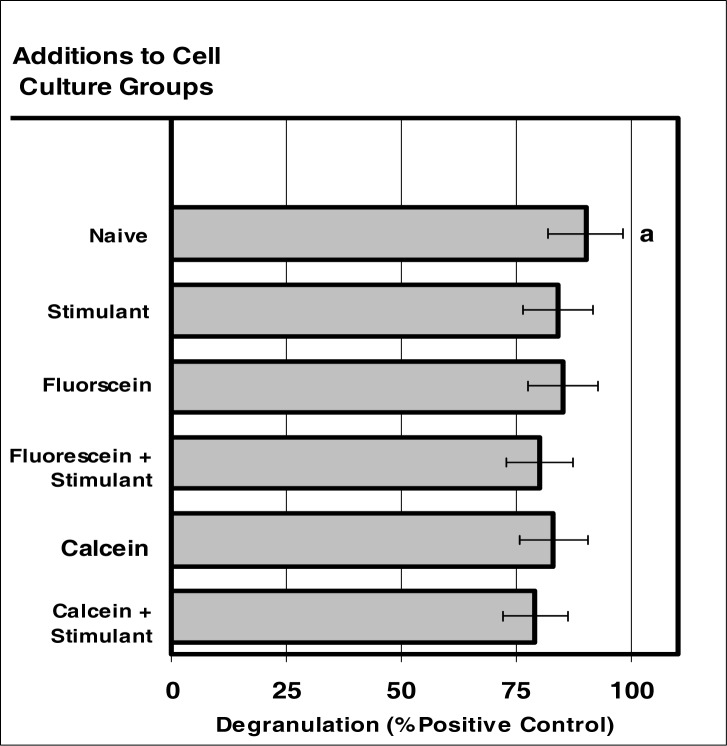 Additions to Cell
Culture Groups
Naive
a
Stimulant
Fluorscein
Fluorescein +
Stimulant
Calcein
Calcein +
Stimulant
0 25 50 75 100
Degranulation (%Positive Control)